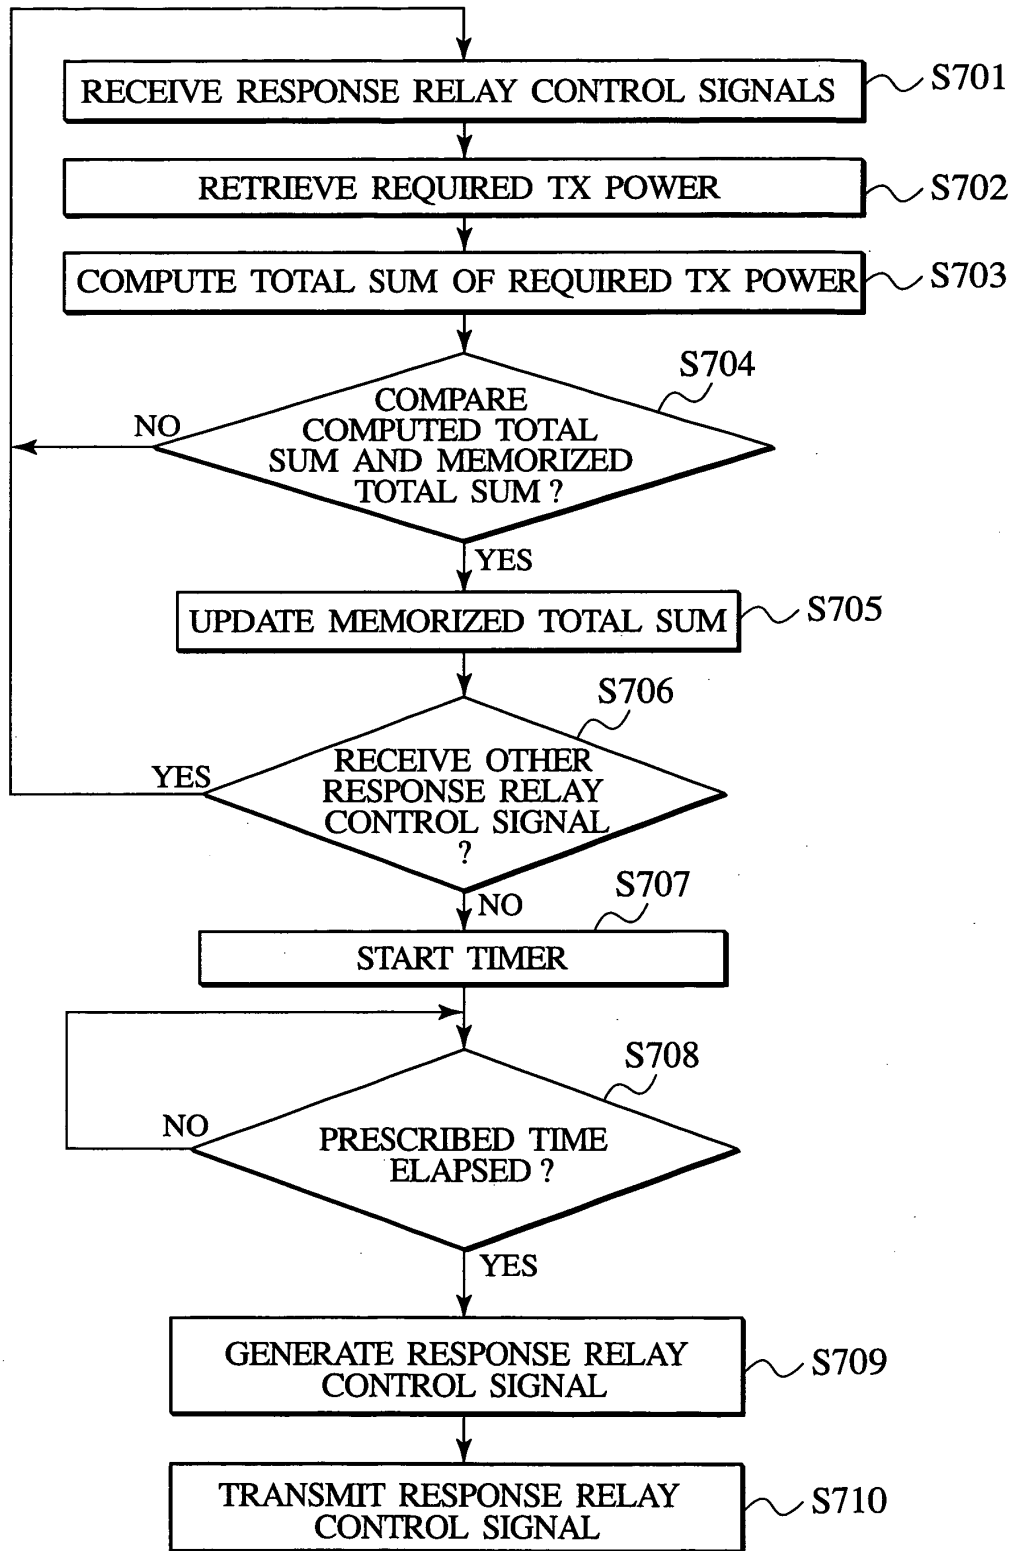 RECEIVE RESPONSE RELAY CONTROL SIGNALS
S701
RETRIEVE REQUIRED TX POWER
S702
COMPUTE TOTAL SUM OF REQUIRED TX POWER
S703
S704
COMPARE
COMPUTED TOTAL
SUM AND MEMORIZED
TOTAL SUM ?
NO
YES
UPDATE MEMORIZED TOTAL SUM
S705
S706
RECEIVE OTHER
RESPONSE RELAY
CONTROL SIGNAL
?
YES
NO
S707
START TIMER
S708
PRESCRIBED TIME
ELAPSED ?
NO
YES
GENERATE RESPONSE RELAY
CONTROL SIGNAL
S709
TRANSMIT RESPONSE RELAY
CONTROL SIGNAL
S710